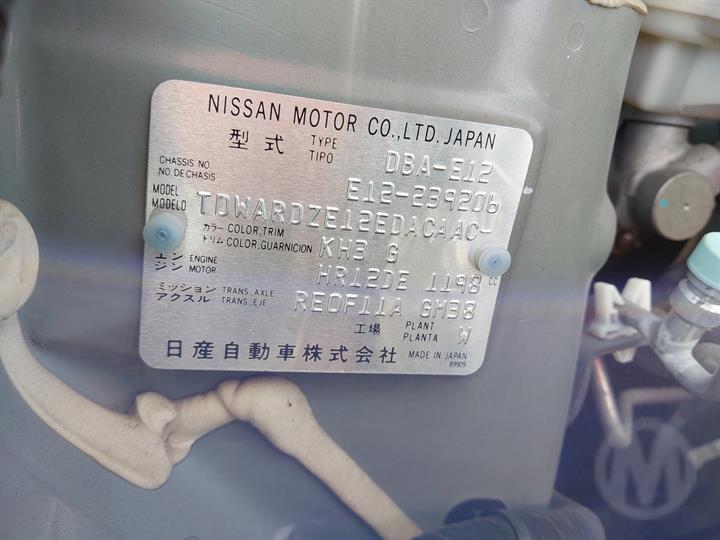 NISSAN MOTOR CO.,LTD. JAPAN
型式 TYPE TIPO DBA-E12
CHASSIS NO. NO. DE CHASIS E12-239206
MODEL MODELO TDWARDZE12EDACAAC-
カラー COLOR,TRIM トリム COLOR,GUARNICION KH3 G
エンジン ENGINE MOTOR HR12DE 1198 cc
ミッション TRANS.,AXLE アクスル TRANS.,EJE RE0F11A GM38
工場 PLANT PLANTA W
日産自動車株式会社 MADE IN JAPAN
89909
M